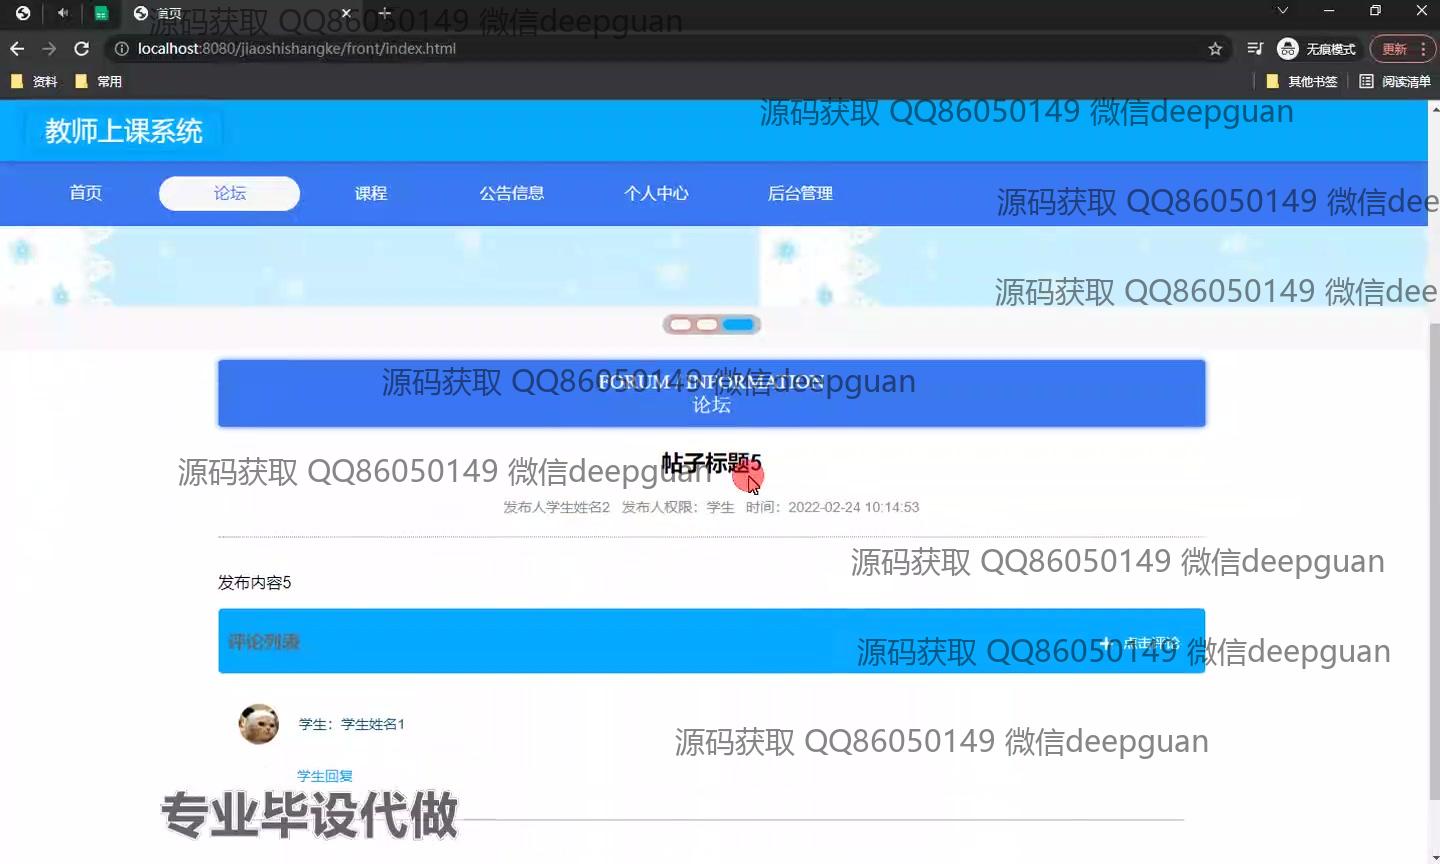 首页
源码获取 QQ86050149 微信deepguan
localhost:8080/jiaoshishangke/front/index.html
无痕模式
更新
资料
常用
其他书签
阅读清单
教师上课系统
源码获取 QQ86050149 微信deepguan
首页
论坛
课程
公告信息
个人中心
后台管理
源码获取 QQ86050149 微信dee
源码获取 QQ86050149 微信dee
FORUM / INFORMATION
源码获取 QQ86050149 微信deepguan
论坛
帖子标题5
源码获取 QQ86050149 微信deepguan
发布人学生姓名2 发布人权限：学生 时间：2022-02-24 10:14:53
源码获取 QQ86050149 微信deepguan
发布内容5
评论列表
点击评论
源码获取 QQ86050149 微信deepguan
学生：学生姓名1
源码获取 QQ86050149 微信deepguan
学生回复
专业毕设代做